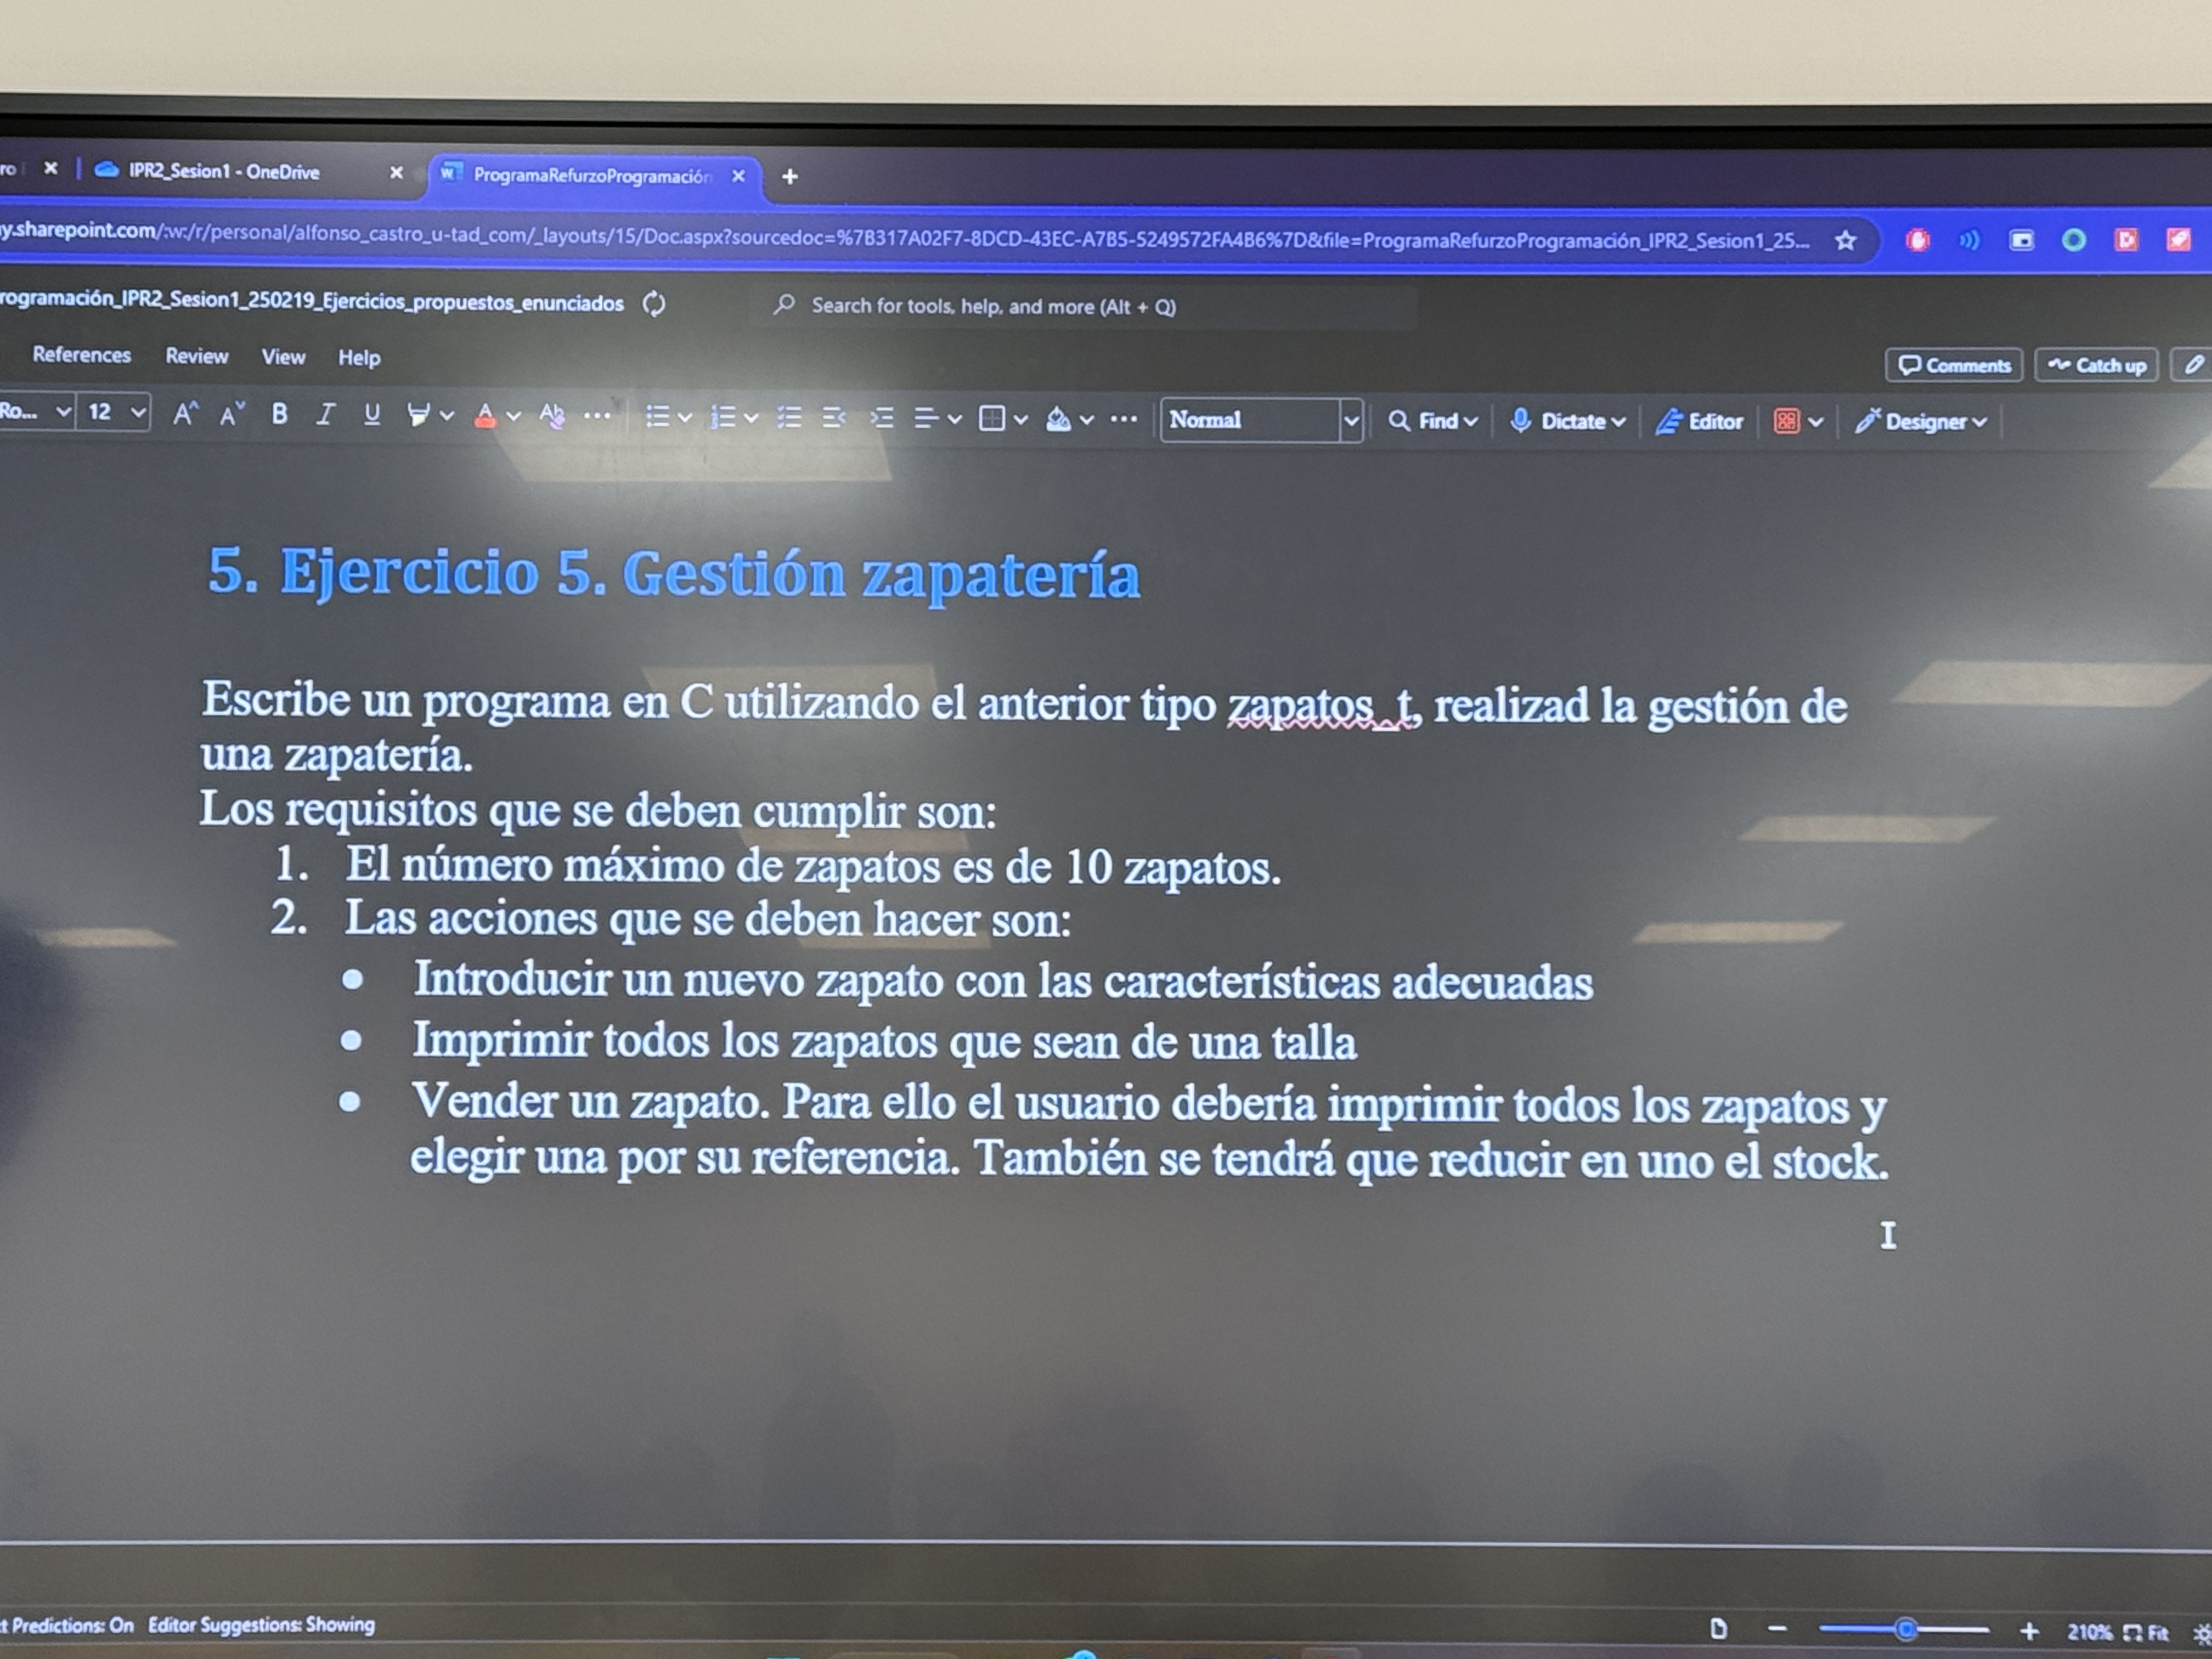 IPR2_Sesion1 - OneDrive
ProgramaRefurzoProgramación
y.sharepoint.com/:w:/r/personal/alfonso_castro_u-tad_com/_layouts/15/Doc.aspx?sourcedoc=%7B317A02F7-8DCD-43EC-A7B5-5249572FA4B6%7D&file=ProgramaRefurzoProgramación_IPR2_Sesion1_25...
rogramación_IPR2_Sesion1_250219_Ejercicios_propuestos_enunciados
Search for tools, help, and more (Alt + Q)
References Review View Help
Comments Catch up
Ro... 12 Normal Find Dictate Editor Designer
5. Ejercicio 5. Gestión zapatería
Escribe un programa en C utilizando el anterior tipo zapatos_t, realizad la gestión de
una zapatería.
Los requisitos que se deben cumplir son:
1. El número máximo de zapatos es de 10 zapatos.
2. Las acciones que se deben hacer son:
• Introducir un nuevo zapato con las características adecuadas
• Imprimir todos los zapatos que sean de una talla
• Vender un zapato. Para ello el usuario debería imprimir todos los zapatos y
elegir una por su referencia. También se tendrá que reducir en uno el stock.
t Predictions: On Editor Suggestions: Showing
210% Fit